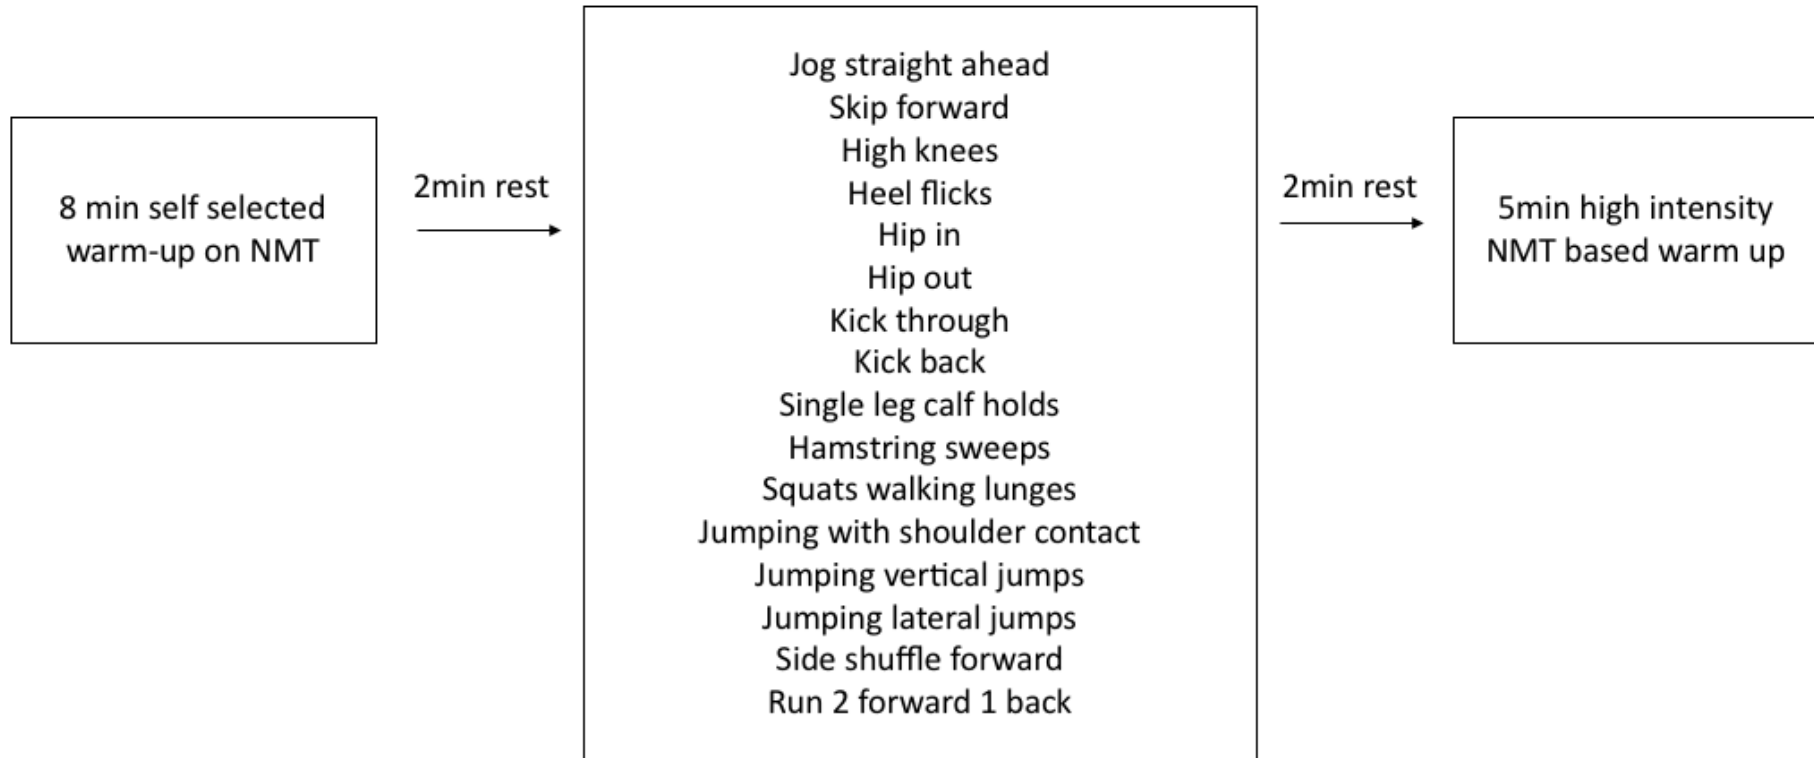 8 min self selected
warm-up on NMT
2min rest
Jog straight ahead
Skip forward
High knees
Heel flicks
Hip in
Hip out
Kick through
Kick back
Single leg calf holds
Hamstring sweeps
Squats walking lunges
Jumping with shoulder contact
Jumping vertical jumps
Jumping lateral jumps
Side shuffle forward
Run 2 forward 1 back
2min rest
5min high intensity
NMT based warm up